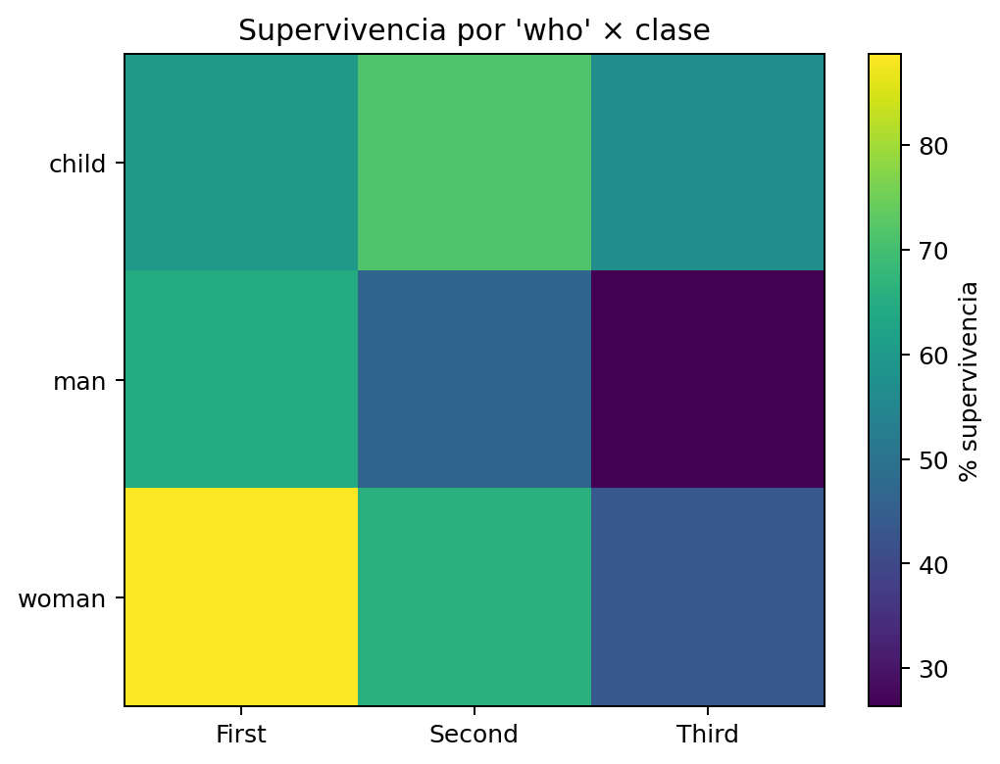 Supervivencia por 'who' × clase
child
man
woman
First
Second
Third
80
70
60
50
40
30
% supervivencia